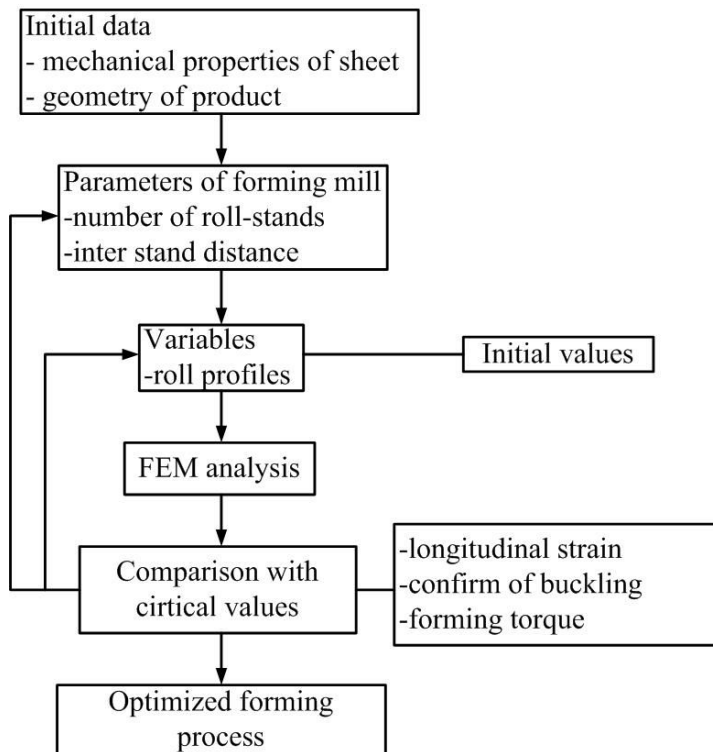 Initial data
- mechanical properties of sheet
- geometry of product
Parameters of forming mill
-number of roll-stands
-inter stand distance
Variables
-roll profiles
Initial values
FEM analysis
Comparison with
cirtical values
-longitudinal strain
-confirm of buckling
-forming torque
Optimized forming
process